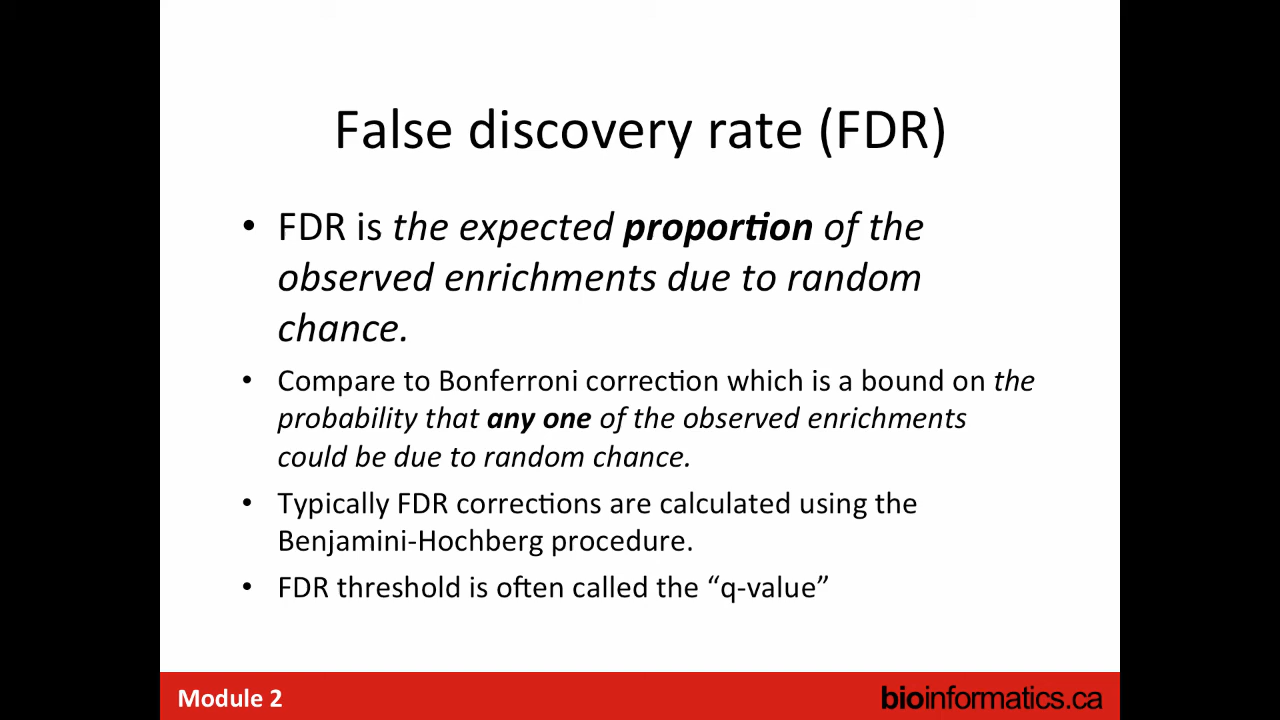 False discovery rate (FDR)
• FDR is the expected proportion of the
observed enrichments due to random
chance.
• Compare to Bonferroni correction which is a bound on the
probability that any one of the observed enrichments
could be due to random chance.
• Typically FDR corrections are calculated using the
Benjamini-Hochberg procedure.
• FDR threshold is often called the “q-value”
Module 2
bioinformatics.ca